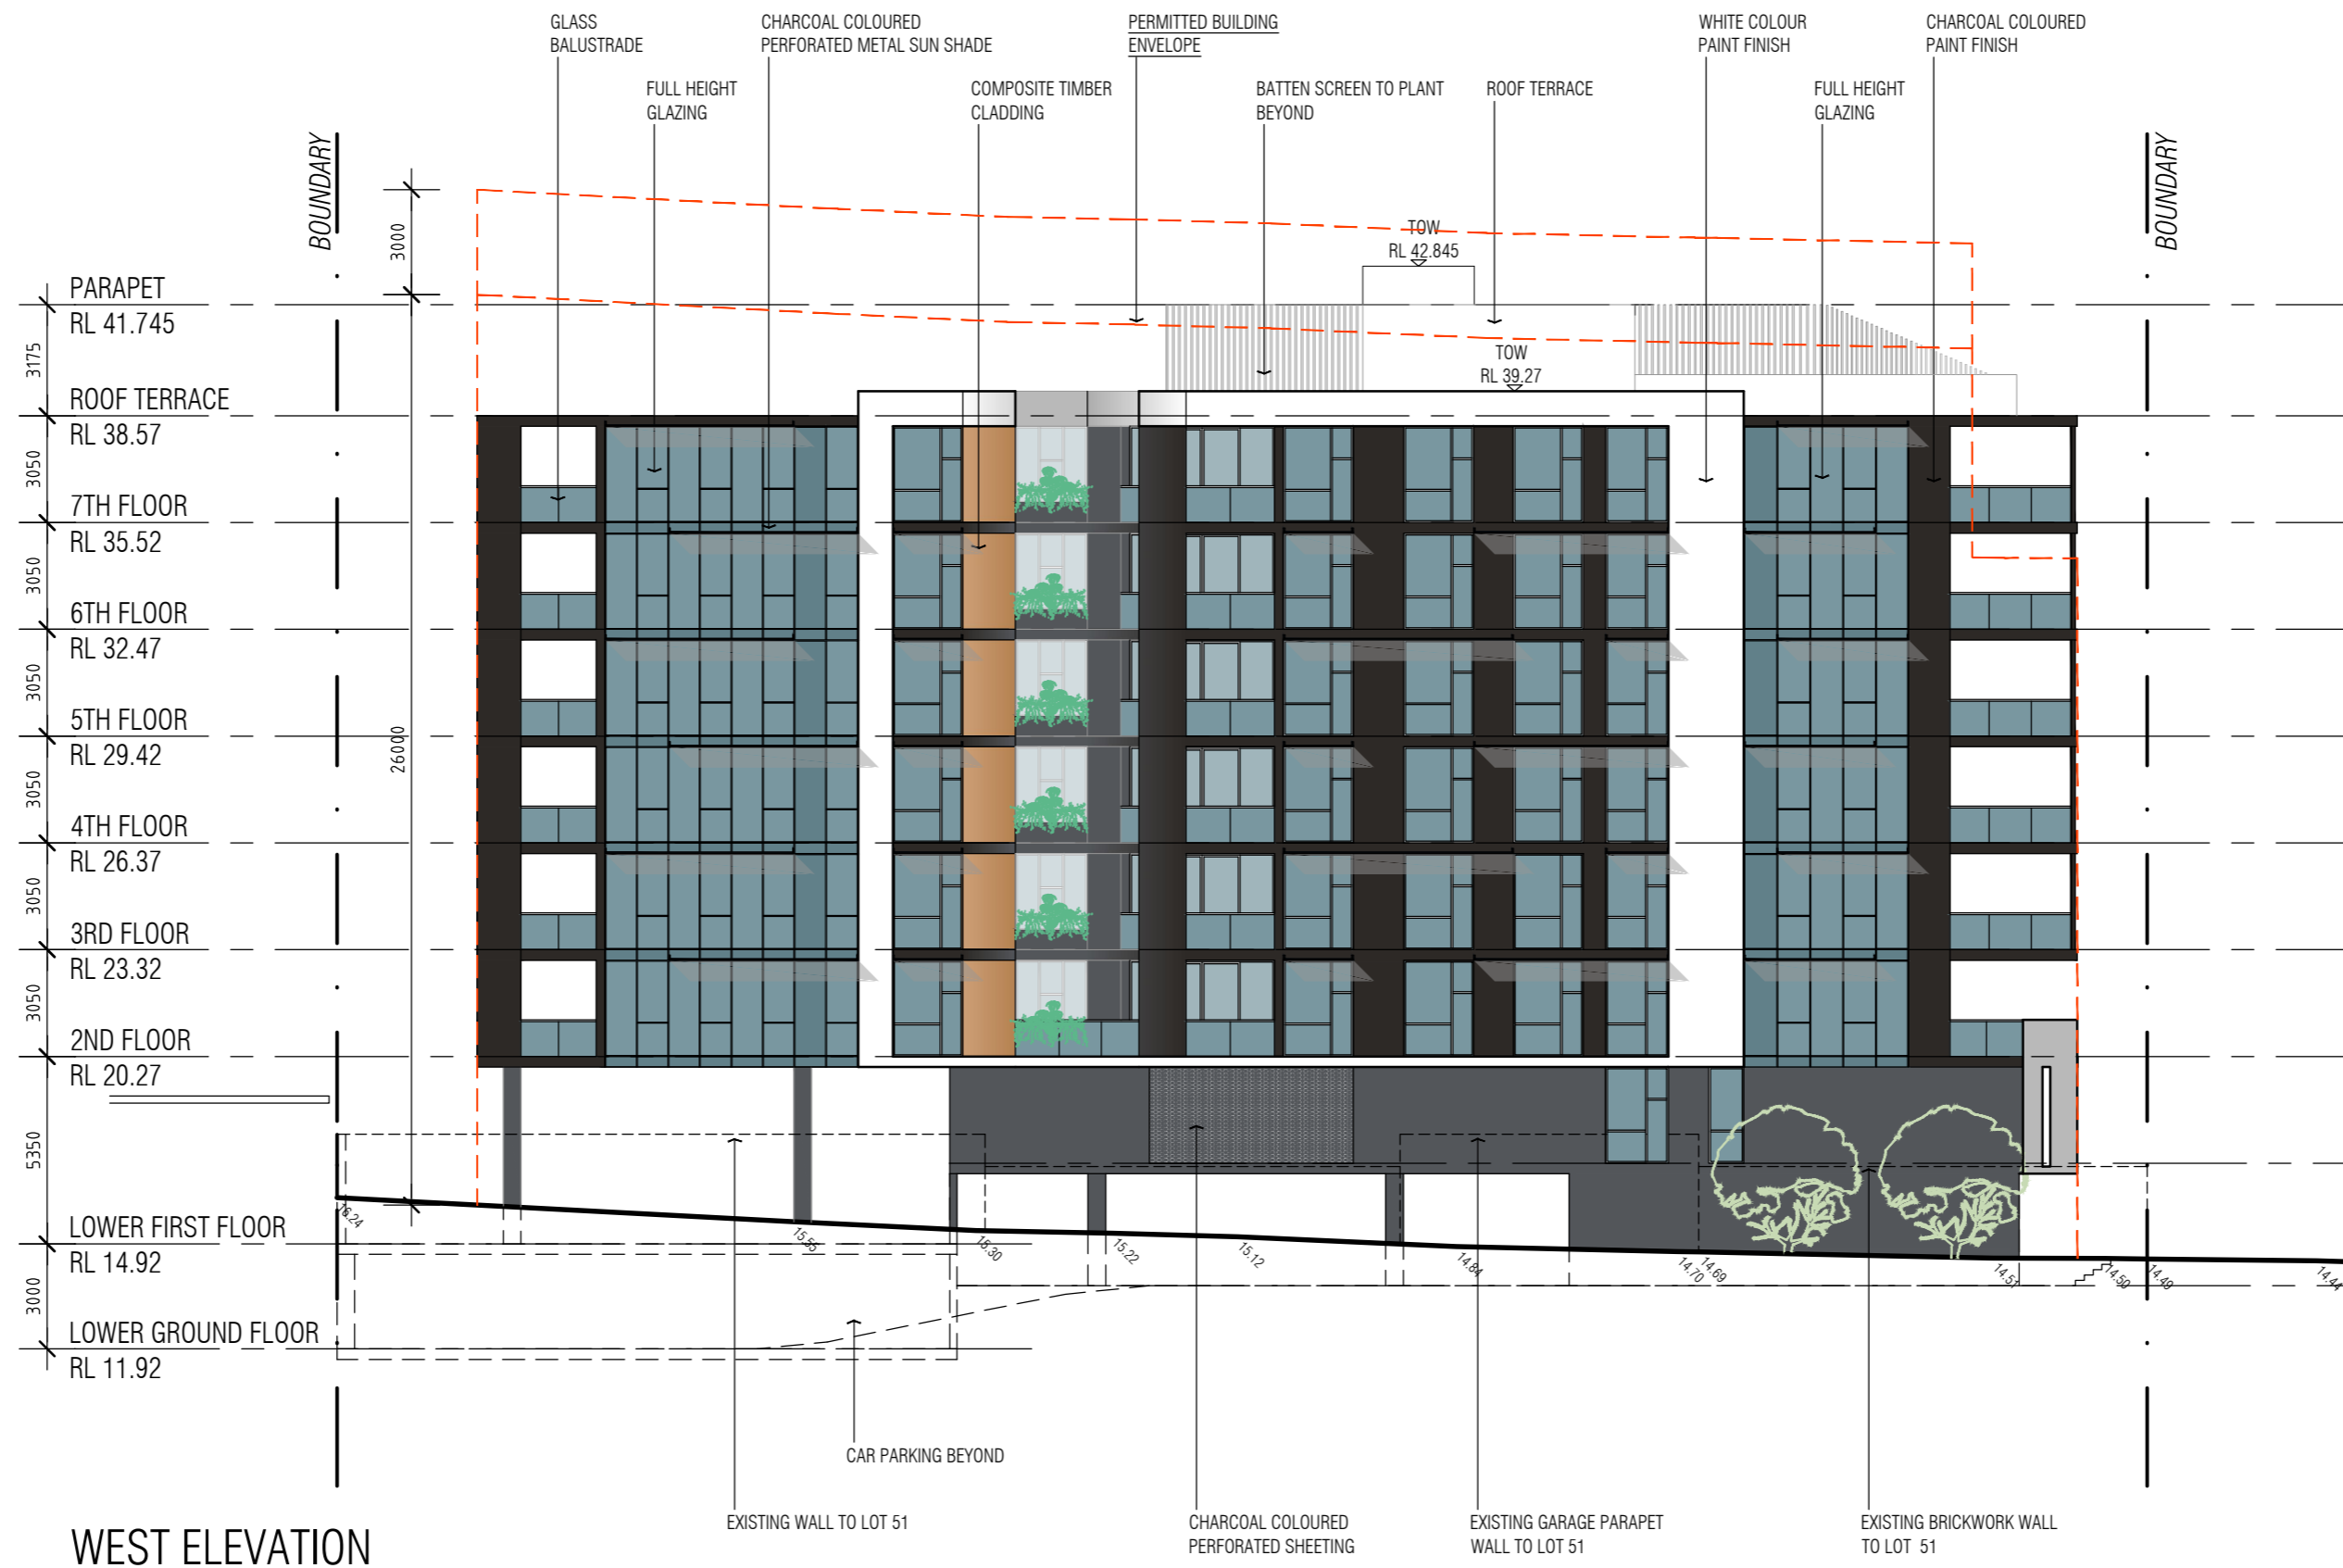 GLASS
BALUSTRADE
CHARCOAL COLOURED
PERFORATED METAL SUN SHADE
PERMITTED BUILDING
ENVELOPE
WHITE COLOUR
PAINT FINISH
CHARCOAL COLOURED
PAINT FINISH
FULL HEIGHT
GLAZING
COMPOSITE TIMBER
CLADDING
BATTEN SCREEN TO PLANT
BEYOND
ROOF TERRACE
FULL HEIGHT
GLAZING
BOUNDARY
BOUNDARY
3000
TOW
RL 42.845
PARAPET
RL 41.745
3175
TOW
RL 39.27
ROOF TERRACE
RL 38.57
3050
7TH FLOOR
RL 35.52
3050
6TH FLOOR
RL 32.47
3050
5TH FLOOR
RL 29.42
26000
3050
4TH FLOOR
RL 26.37
3050
3RD FLOOR
RL 23.32
3050
2ND FLOOR
RL 20.27
5350
LOWER FIRST FLOOR
RL 14.92
16.24
15.55
15.30
15.22
15.12
14.84
14.70
14.69
14.51
14.50
14.49
14.44
3000
LOWER GROUND FLOOR
RL 11.92
CAR PARKING BEYOND
EXISTING WALL TO LOT 51
CHARCOAL COLOURED
PERFORATED SHEETING
EXISTING GARAGE PARAPET
WALL TO LOT 51
EXISTING BRICKWORK WALL
TO LOT 51
WEST ELEVATION